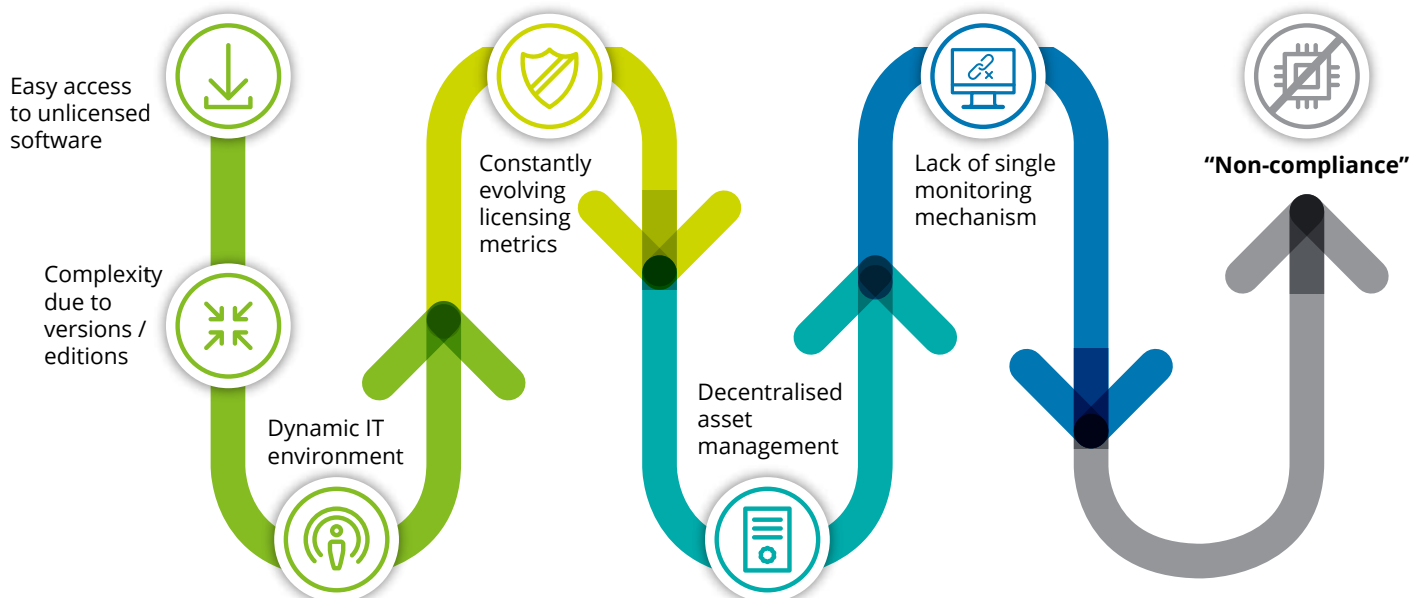 Easy access
to unlicensed
software
Complexity
due to
versions /
editions
Dynamic IT
environment
Constantly
evolving
licensing
metrics
Decentralised
asset
management
Lack of single
monitoring
mechanism
“Non-compliance”